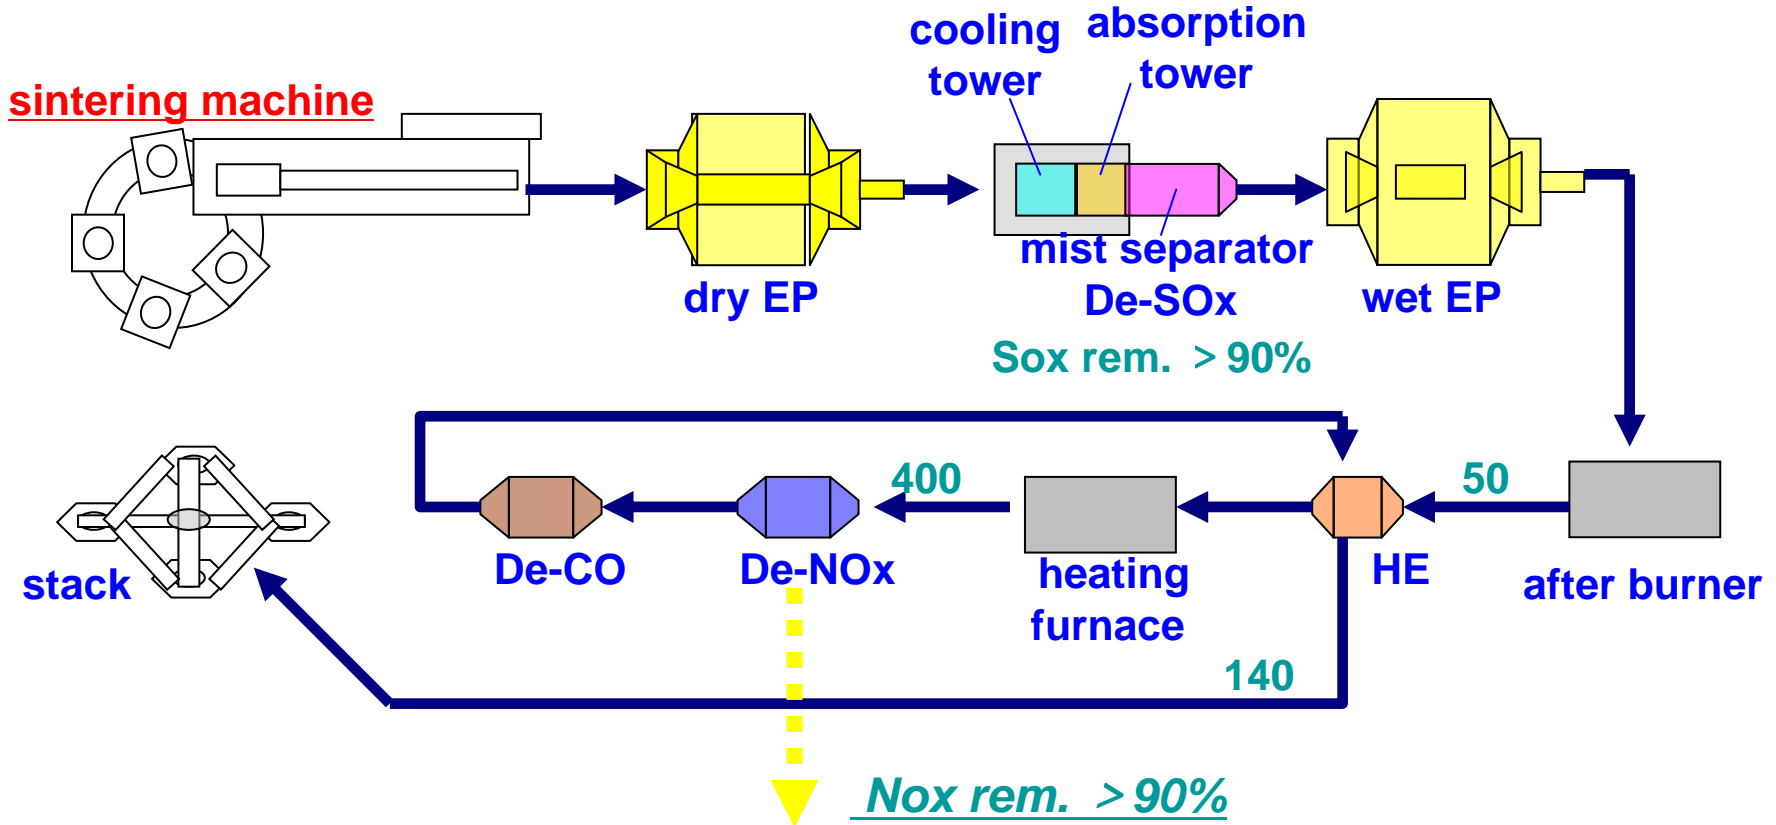 cooling
tower
absorption
tower
sintering machine
mist separator
dry EP
De-SOx
wet EP
Sox rem. >90%
400
50
De-CO
De-NOx
heating
furnace
HE
after burner
stack
140
Nox rem. >90%